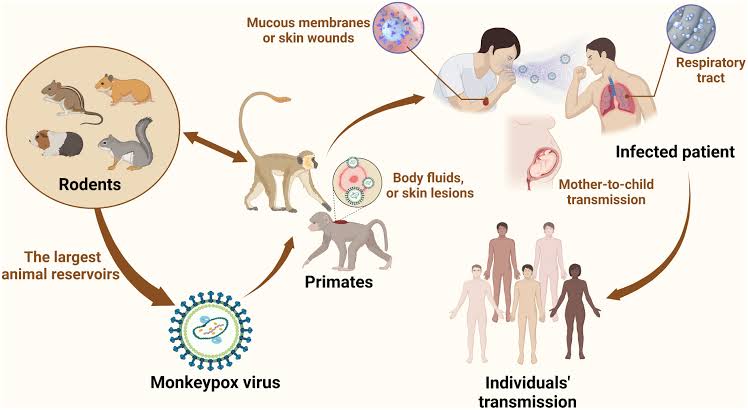 Mucous membranes
or skin wounds
Respiratory
tract
Infected patient
Mother-to-child
transmission
Rodents
Body fluids,
or skin lesions
Primates
The largest
animal reservoirs
Monkeypox virus
Individuals'
transmission